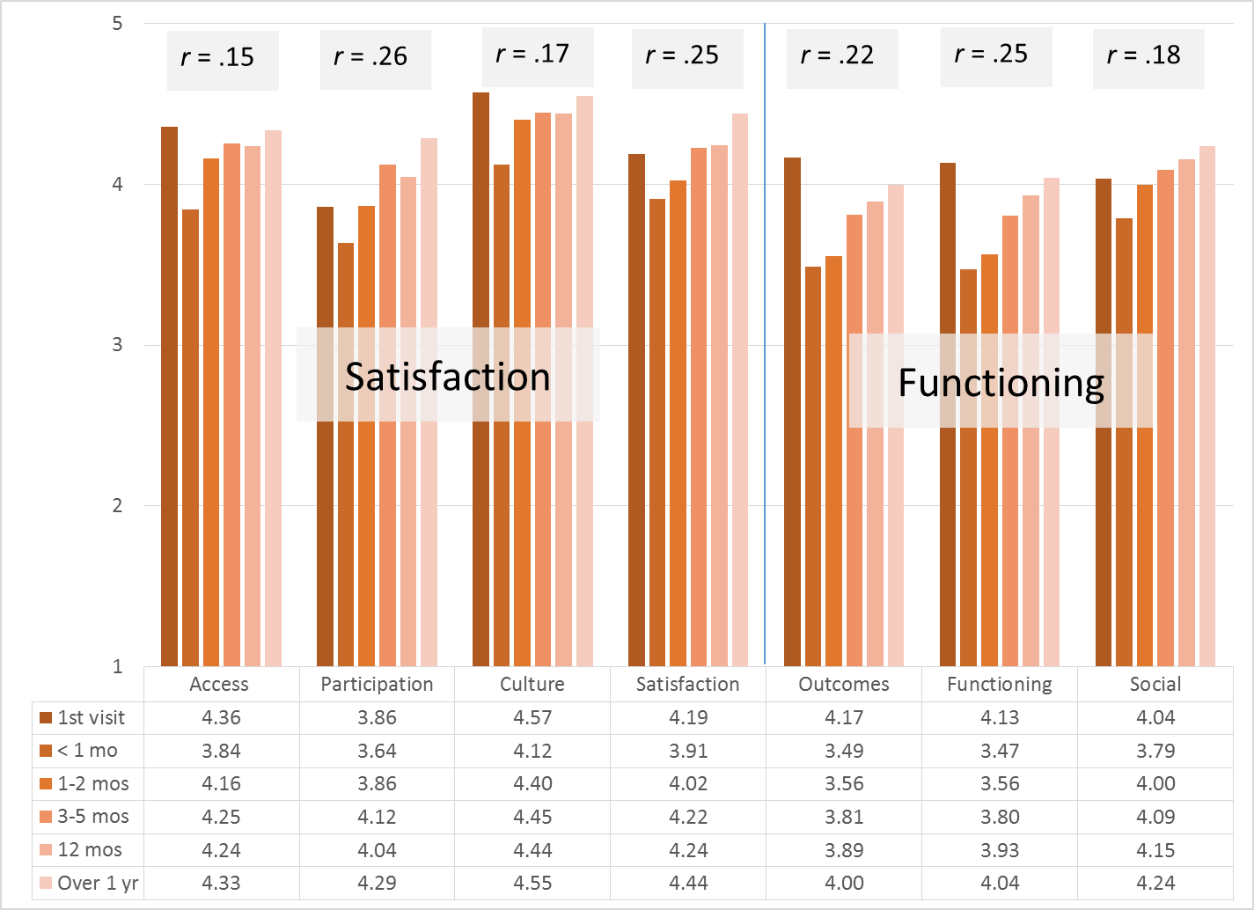 5
r = .15 r = .26 r = .17 r = .25 r = .22 r = .25 r = .18
4
3
Satisfaction Functioning
2
1
Access Participation Culture Satisfaction Outcomes Functioning Social
1st visit 4.36 3.86 4.57 4.19 4.17 4.13 4.04
< 1 mo 3.84 3.64 4.12 3.91 3.49 3.47 3.79
1-2 mos 4.16 3.86 4.40 4.02 3.56 3.56 4.00
3-5 mos 4.25 4.12 4.45 4.22 3.81 3.80 4.09
12 mos 4.24 4.04 4.44 4.24 3.89 3.93 4.15
Over 1 yr 4.33 4.29 4.55 4.44 4.00 4.04 4.24